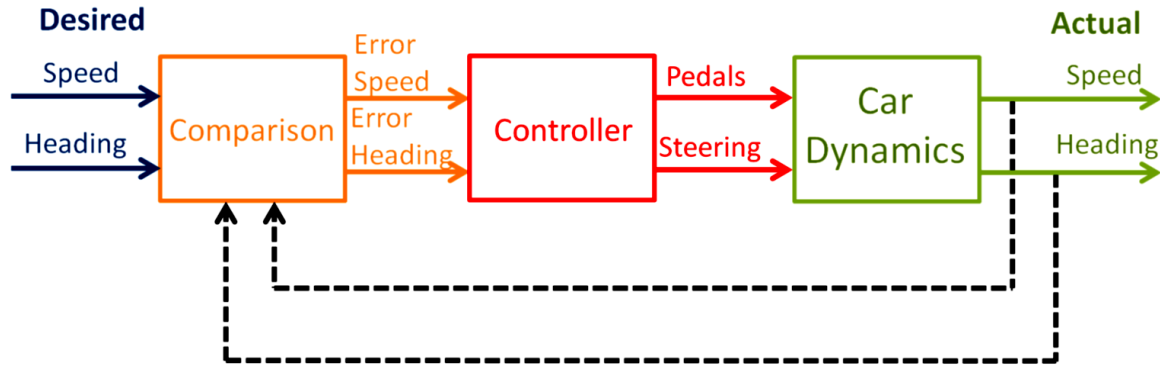 Desired
Actual
Speed
Heading
Comparison
Error
Speed
Error
Heading
Controller
Pedals
Steering
Car
Dynamics
Speed
Heading